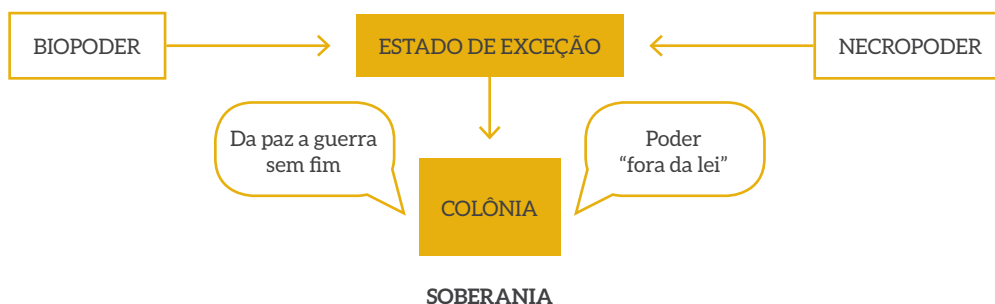 BIOPODER
ESTADO DE EXCEÇÃO
NECROPODER
Da paz a guerra
sem fim
Poder
“fora da lei”
COLÔNIA
SOBERANIA